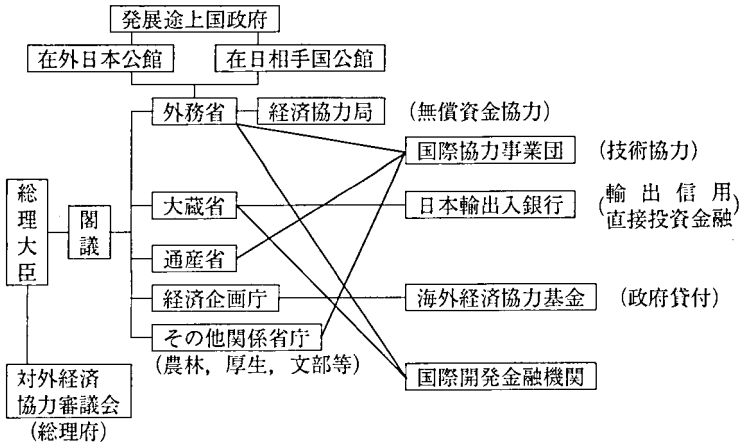 発展途上国政府
在外日本公館
在日相手国公館
外務省
経済協力局
(無償資金協力)
国際協力事業団
(技術協力)
総理大臣
閣議
大蔵省
日本輸出入銀行
(輸出信用
直接投資金融)
通産省
経済企画庁
海外経済協力基金
(政府貸付)
その他関係省庁
(農林，厚生，文部等)
国際開発金融機関
対外経済
協力審議会
(総理府)